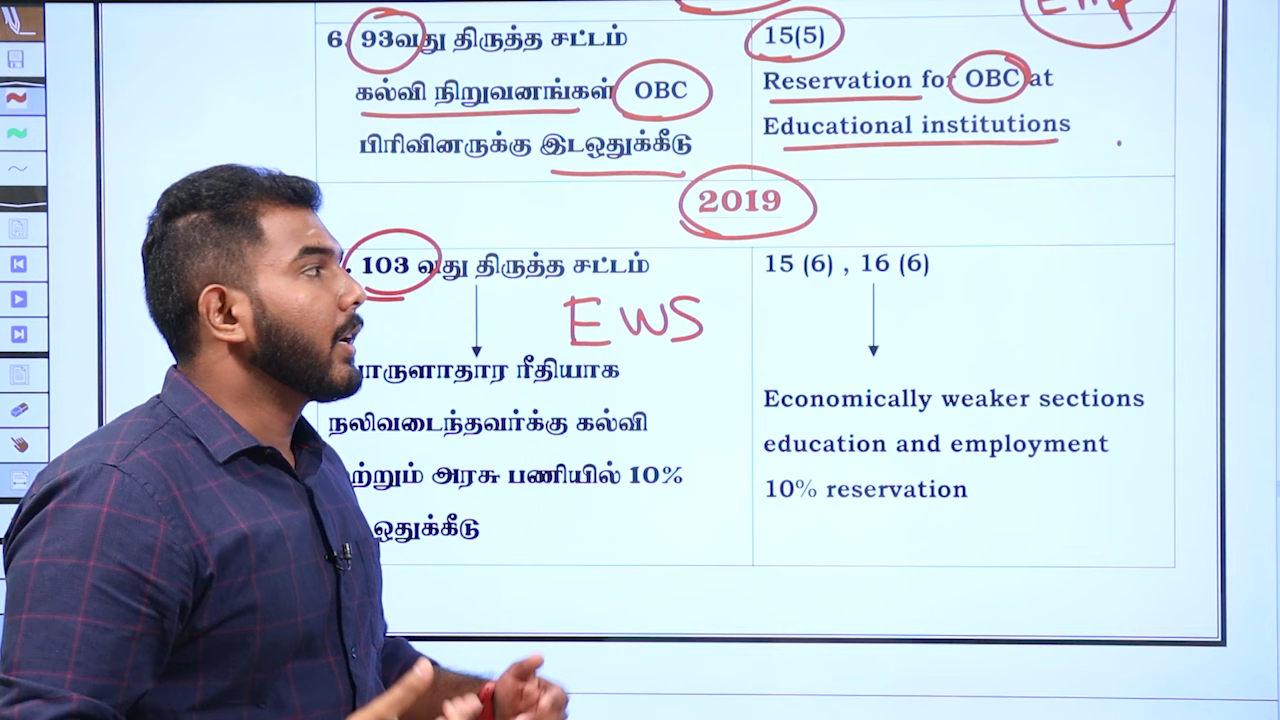 Emp
6. 93வது திருத்த சட்டம்
கல்வி நிறுவனங்கள் OBC
பிரிவினருக்கு இடஒதுக்கீடு
15(5)
Reservation for OBC at
Educational institutions
2019
103 வது திருத்த சட்டம்
EWS
நலிவடைந்தவர்க்கு கல்வி
அரசு பணியில் 10%
15 (6) , 16 (6)
Economically weaker sections
education and employment
10% reservation